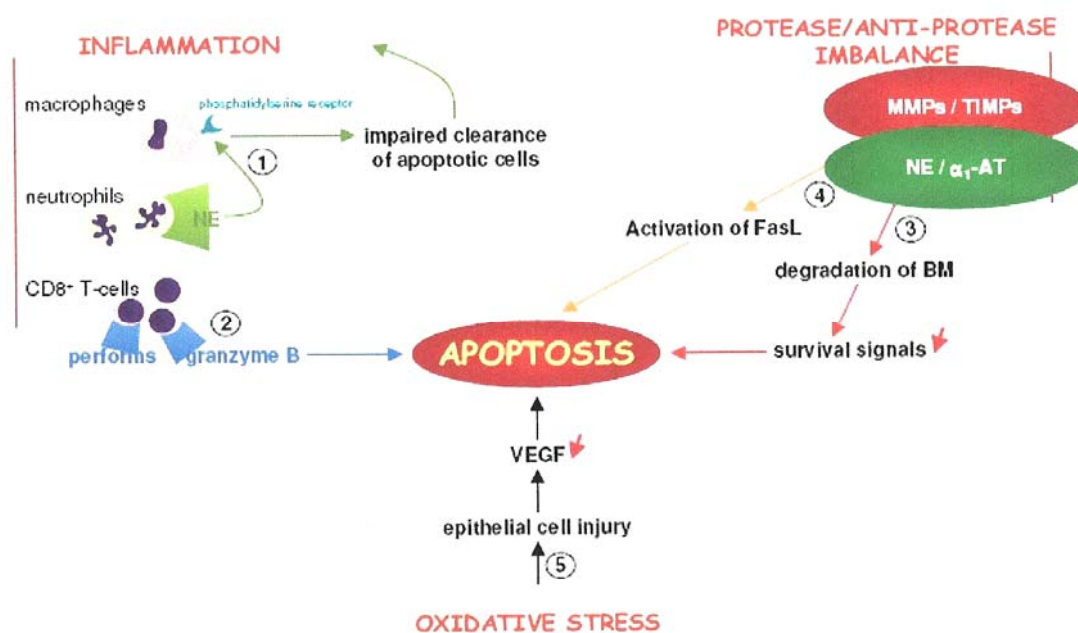 INFLAMMATION
macrophages
phosphatidylserine receptor
1
impaired clearance
of apoptotic cells
neutrophils
NE
CD8+ T-cells
2
performs
granzyme B
PROTEASE/ANTI-PROTEASE
IMBALANCE
MMPs / TIMPs
NE / α1-AT
4
Activation of FasL
3
degradation of BM
survival signals
APOPTOSIS
VEGF
epithelial cell injury
5
OXIDATIVE STRESS